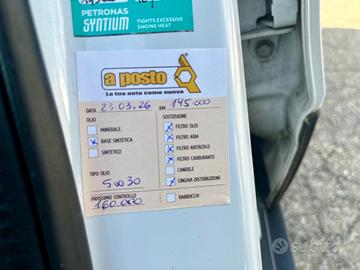 PETRONAS
SYNTIUM
FIGHTS EXCESSIVE
ENGINE HEAT
a posto
La tua auto come nuova
DATA 23.03.26 KM 145.000
OLIO
MINERALE
BASE SINTETICA
SINTETICO
TIPO OLIO
5W30
PROSSIMO CONTROLLO
160.000
SOSTITUZIONE
FILTRO OLIO
FILTRO ARIA
FILTRO ABITACOLO
FILTRO CARBURANTE
CANDELE
CINGHIA DISTRIBUZIONE
RABBOCCHI
subito